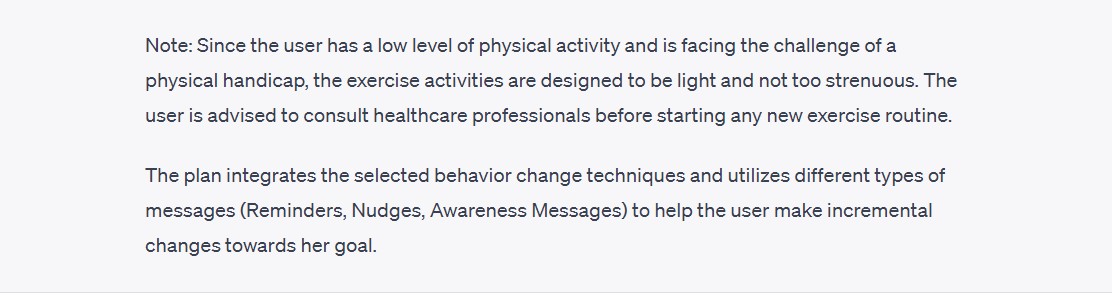 Note: Since the user has a low level of physical activity and is facing the challenge of a
physical handicap, the exercise activities are designed to be light and not too strenuous. The
user is advised to consult healthcare professionals before starting any new exercise routine.
The plan integrates the selected behavior change techniques and utilizes different types of
messages (Reminders, Nudges, Awareness Messages) to help the user make incremental
changes towards her goal.